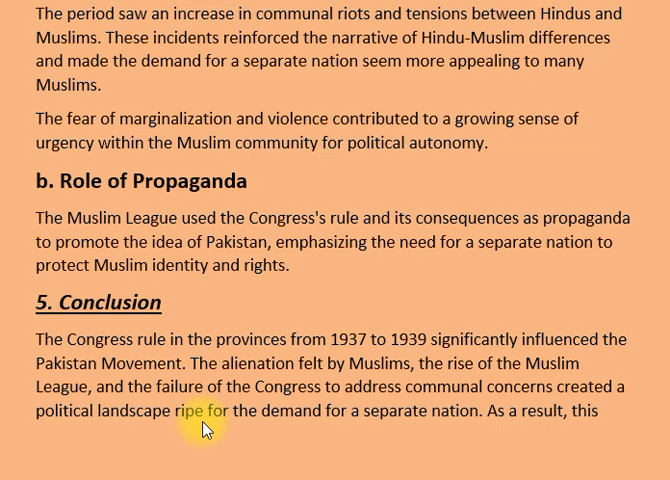 The period saw an increase in communal riots and tensions between Hindus and
Muslims. These incidents reinforced the narrative of Hindu-Muslim differences
and made the demand for a separate nation seem more appealing to many
Muslims.
The fear of marginalization and violence contributed to a growing sense of
urgency within the Muslim community for political autonomy.
b. Role of Propaganda
The Muslim League used the Congress's rule and its consequences as propaganda
to promote the idea of Pakistan, emphasizing the need for a separate nation to
protect Muslim identity and rights.
5. Conclusion
The Congress rule in the provinces from 1937 to 1939 significantly influenced the
Pakistan Movement. The alienation felt by Muslims, the rise of the Muslim
League, and the failure of the Congress to address communal concerns created a
political landscape ripe for the demand for a separate nation. As a result, this